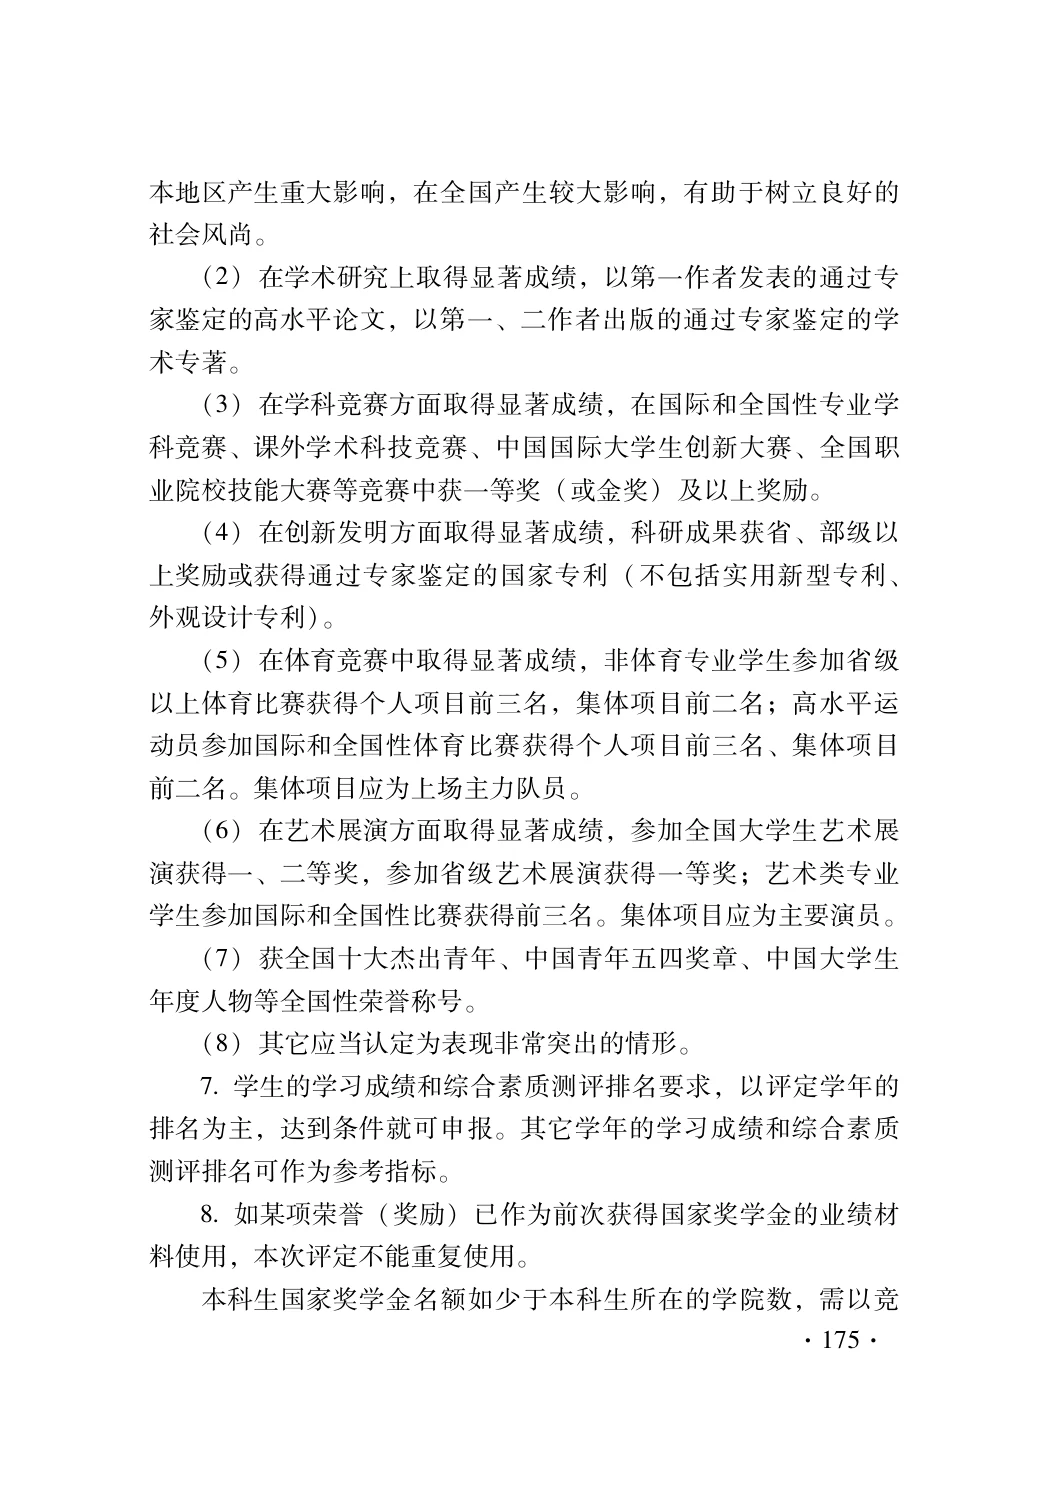 本地区产生重大影响，在全国产生较大影响，有助于树立良好的
社会风尚。
（2）在学术研究上取得显著成绩，以第一作者发表的通过专
家鉴定的高水平论文，以第一、二作者出版的通过专家鉴定的学
术专著。
（3）在学科竞赛方面取得显著成绩，在国际和全国性专业学
科竞赛、课外学术科技竞赛、中国国际大学生创新大赛、全国职
业院校技能大赛等竞赛中获一等奖（或金奖）及以上奖励。
（4）在创新发明方面取得显著成绩，科研成果获省、部级以
上奖励或获得通过专家鉴定的国家专利（不包括实用新型专利、
外观设计专利）。
（5）在体育竞赛中取得显著成绩，非体育专业学生参加省级
以上体育比赛获得个人项目前三名，集体项目前二名；高水平运
动员参加国际和全国性体育比赛获得个人项目前三名、集体项目
前二名。集体项目应为上场主力队员。
（6）在艺术展演方面取得显著成绩，参加全国大学生艺术展
演获得一、二等奖，参加省级艺术展演获得一等奖；艺术类专业
学生参加国际和全国性比赛获得前三名。集体项目应为主要演员。
（7）获全国十大杰出青年、中国青年五四奖章、中国大学生
年度人物等全国性荣誉称号。
（8）其它应当认定为表现非常突出的情形。
7. 学生的学习成绩和综合素质测评排名要求，以评定学年的
排名为主，达到条件就可申报。其它学年的学习成绩和综合素质
测评排名可作为参考指标。
8. 如某项荣誉（奖励）已作为前次获得国家奖学金的业绩材
料使用，本次评定不能重复使用。
本科生国家奖学金名额如少于本科生所在的学院数，需以竞
· 175 ·